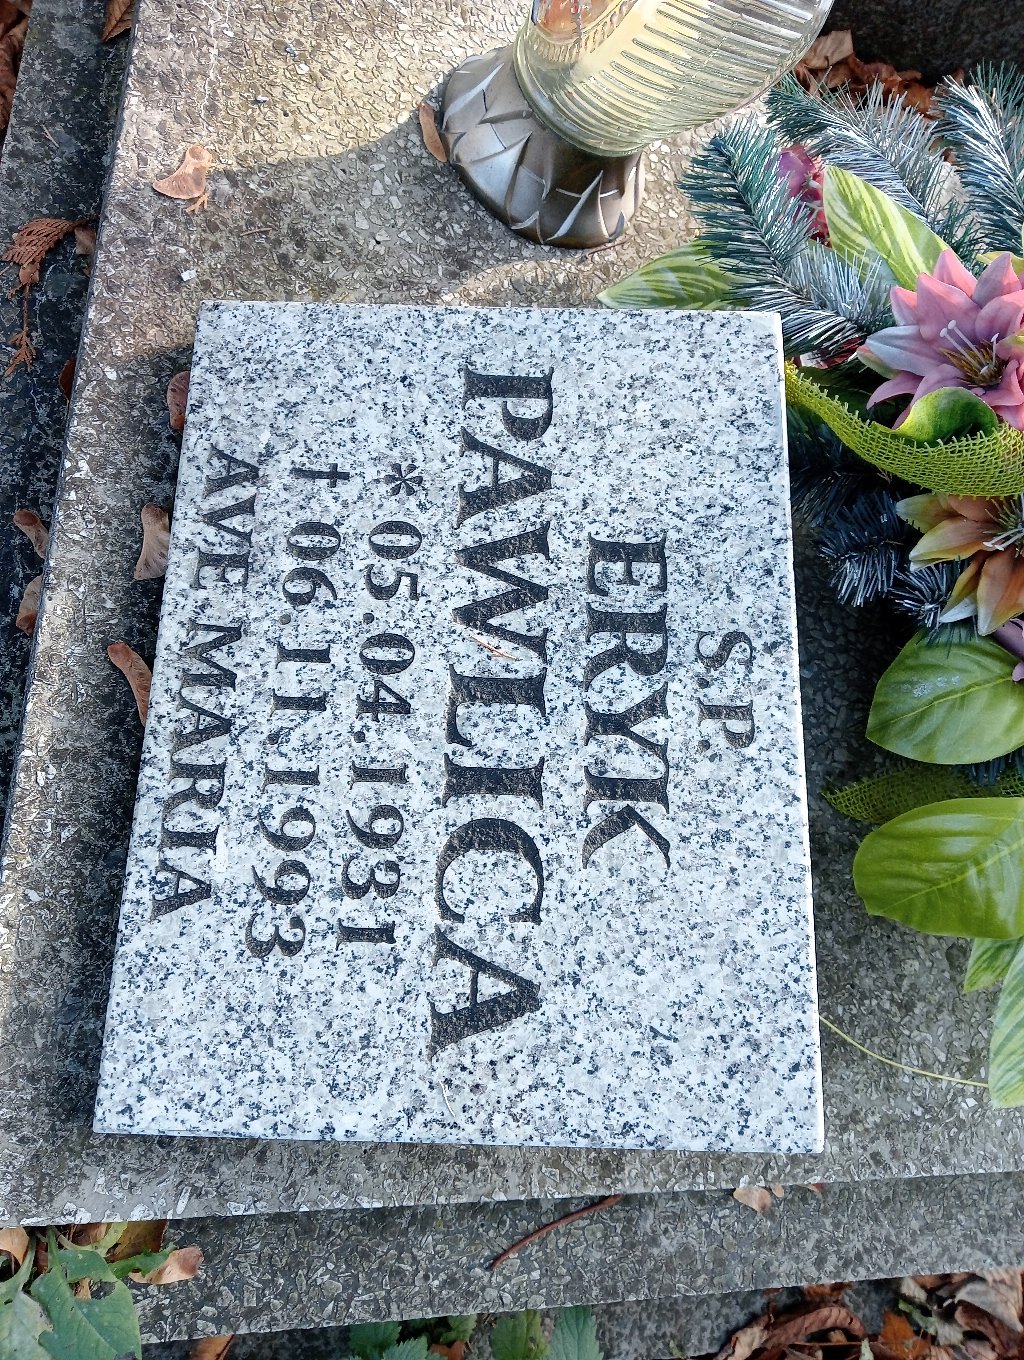 S.P.
ERYK
PAWLICA
* 05.04.1931
† 06.11.1993
AVE MARIA